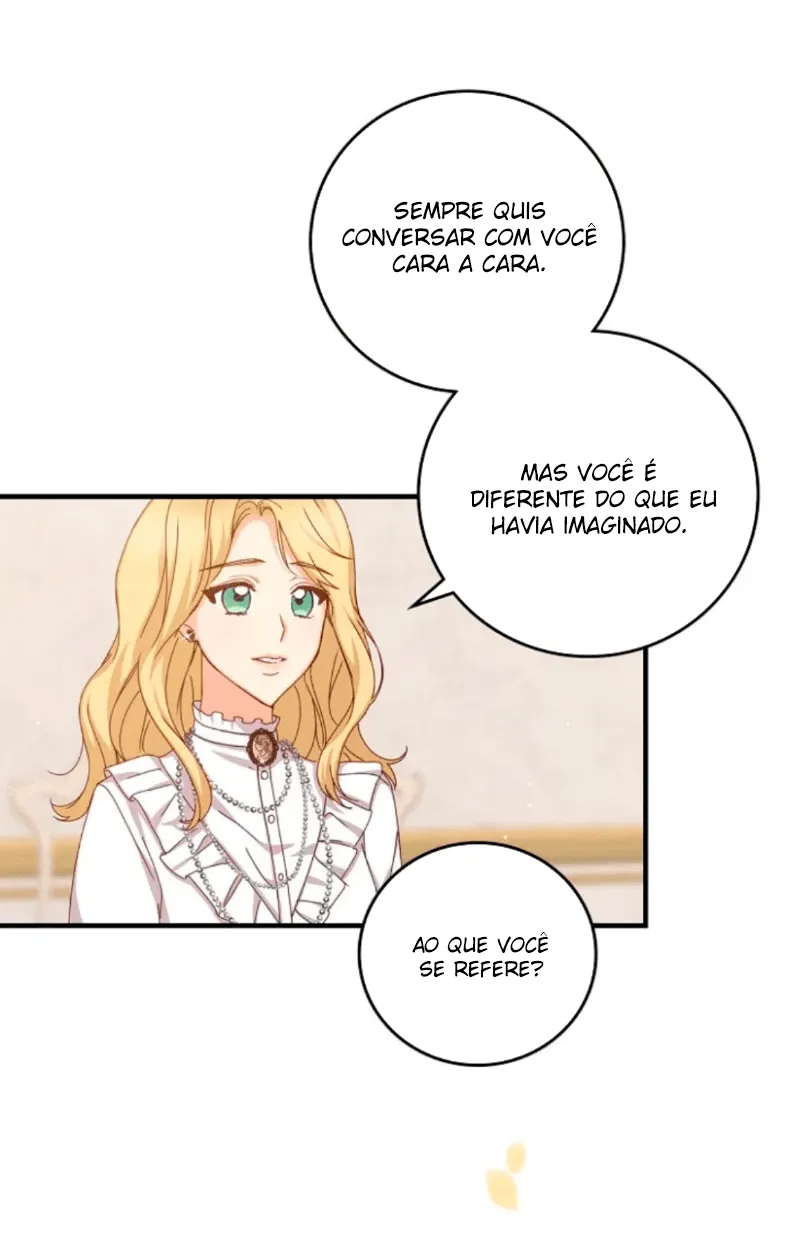 SEMPRE QUIS
CONVERSAR COM VOCÊ
CARA A CARA.
MAS VOCÊ É
DIFERENTE DO QUE EU
HAVIA IMAGINADO.
AO QUE VOCÊ
SE REFERE?